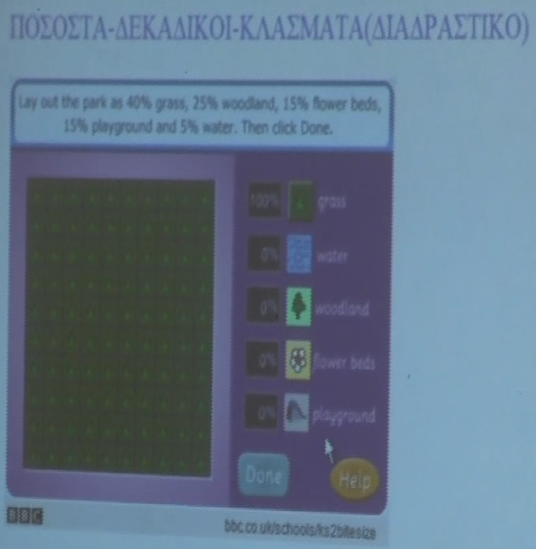 ΠΟΣΟΣΤΑ-ΔΕΚΑΔΙΚΟΙ-ΚΛΑΣΜΑΤΑ(ΔΙΑΔΡΑΣΤΙΚΟ)
Lay out the park as 40% grass, 25% woodland, 15% flower beds,
15% playground and 5% water. Then click Done.
100% grass
0% water
0% woodland
0% flower beds
0% playground
Done Help
BBC bbc.co.uk/schools/ks2bitesize